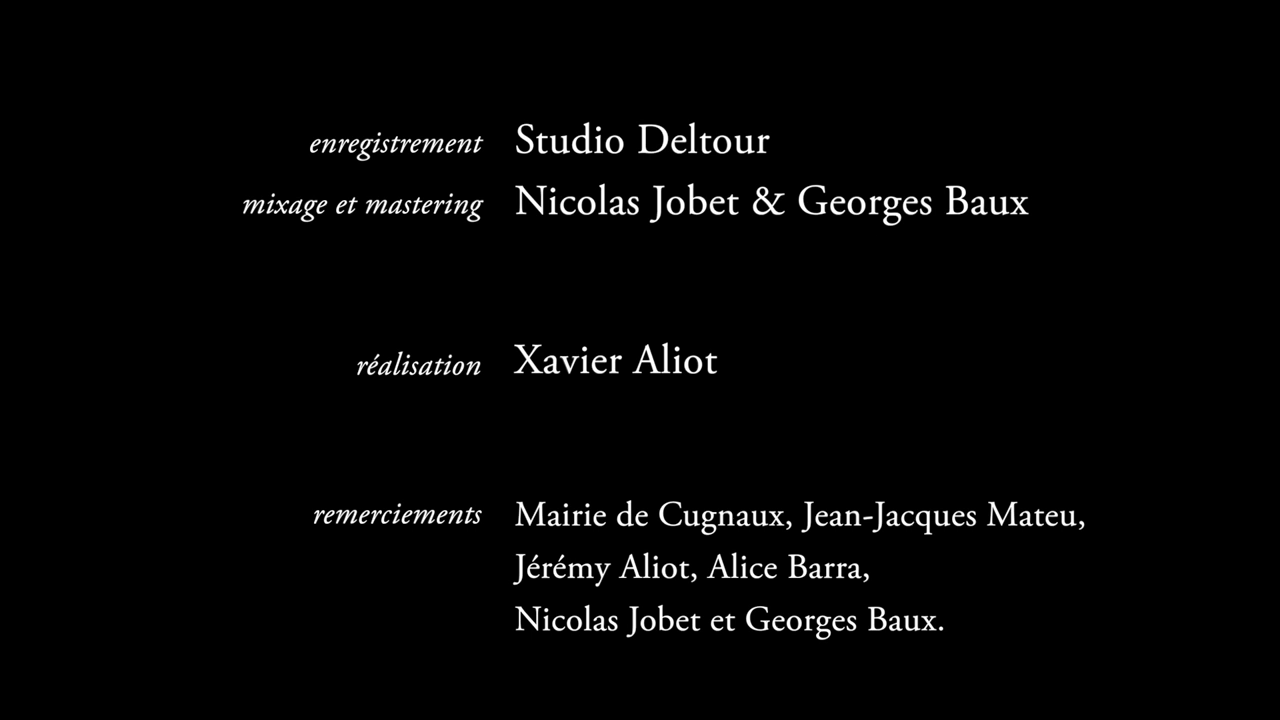 enregistrement Studio Deltour
mixage et mastering Nicolas Jobet & Georges Baux
réalisation Xavier Aliot
remerciements Mairie de Cugnaux, Jean-Jacques Mateu,
Jérémy Aliot, Alice Barra,
Nicolas Jobet et Georges Baux.